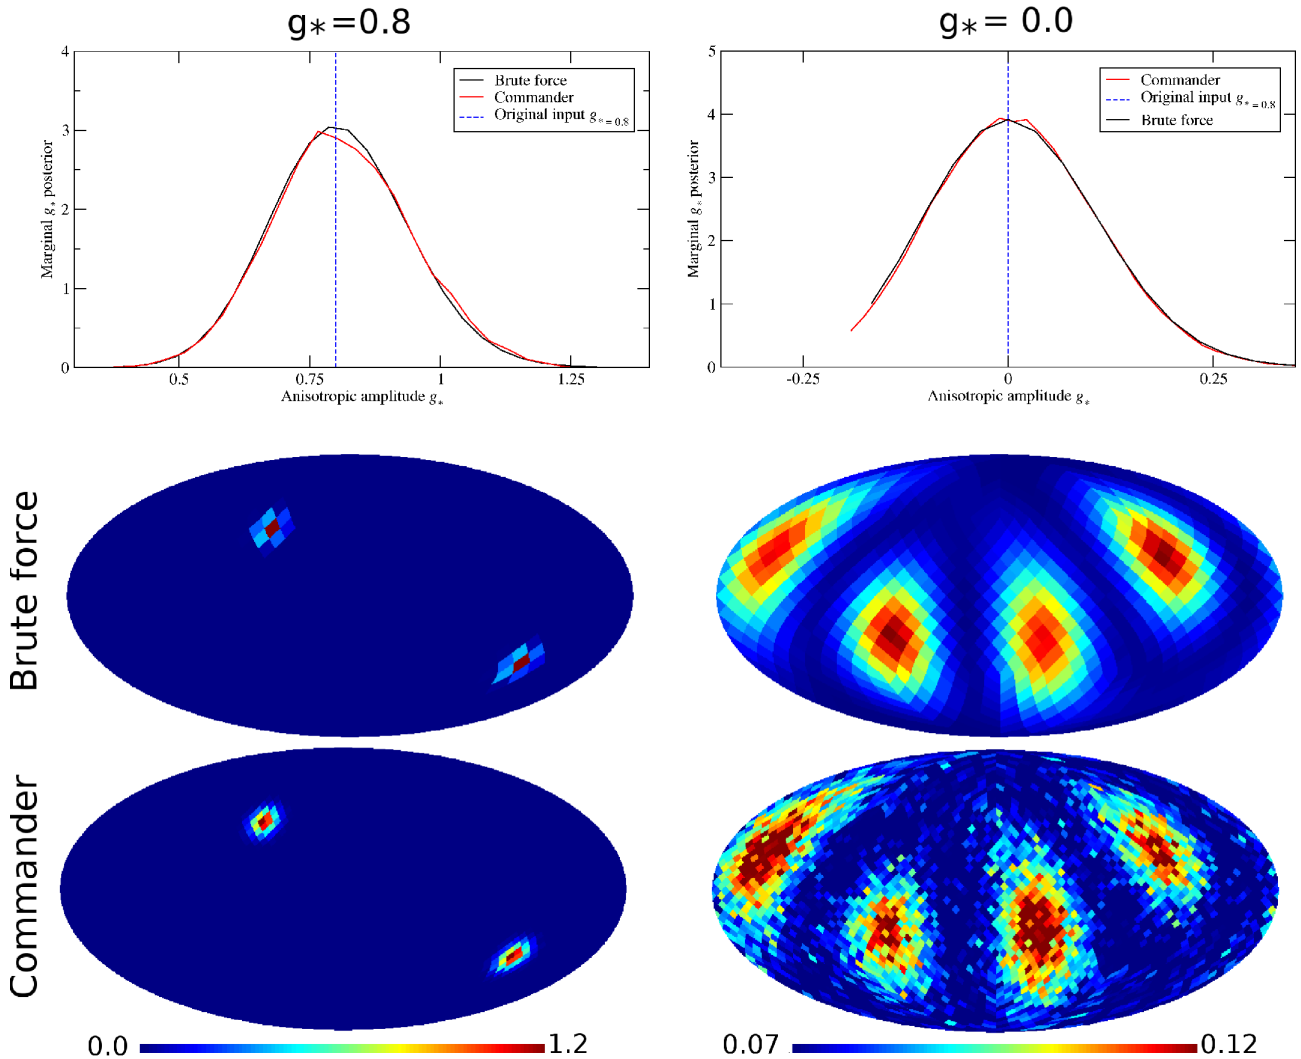 g*=0.8
g*= 0.0
4
3
2
1
0
0.5
0.75
1
1.25
Marginal g* posterior
Anisotropic amplitude g*
Brute force
Commander
Original input g*=0.8
5
4
3
2
1
0
-0.25
0
0.25
Marginal g* posterior
Anisotropic amplitude g*
Commander
Original input g*=0.8
Brute force
Brute force
Commander
0.0
1.2
0.07
0.12